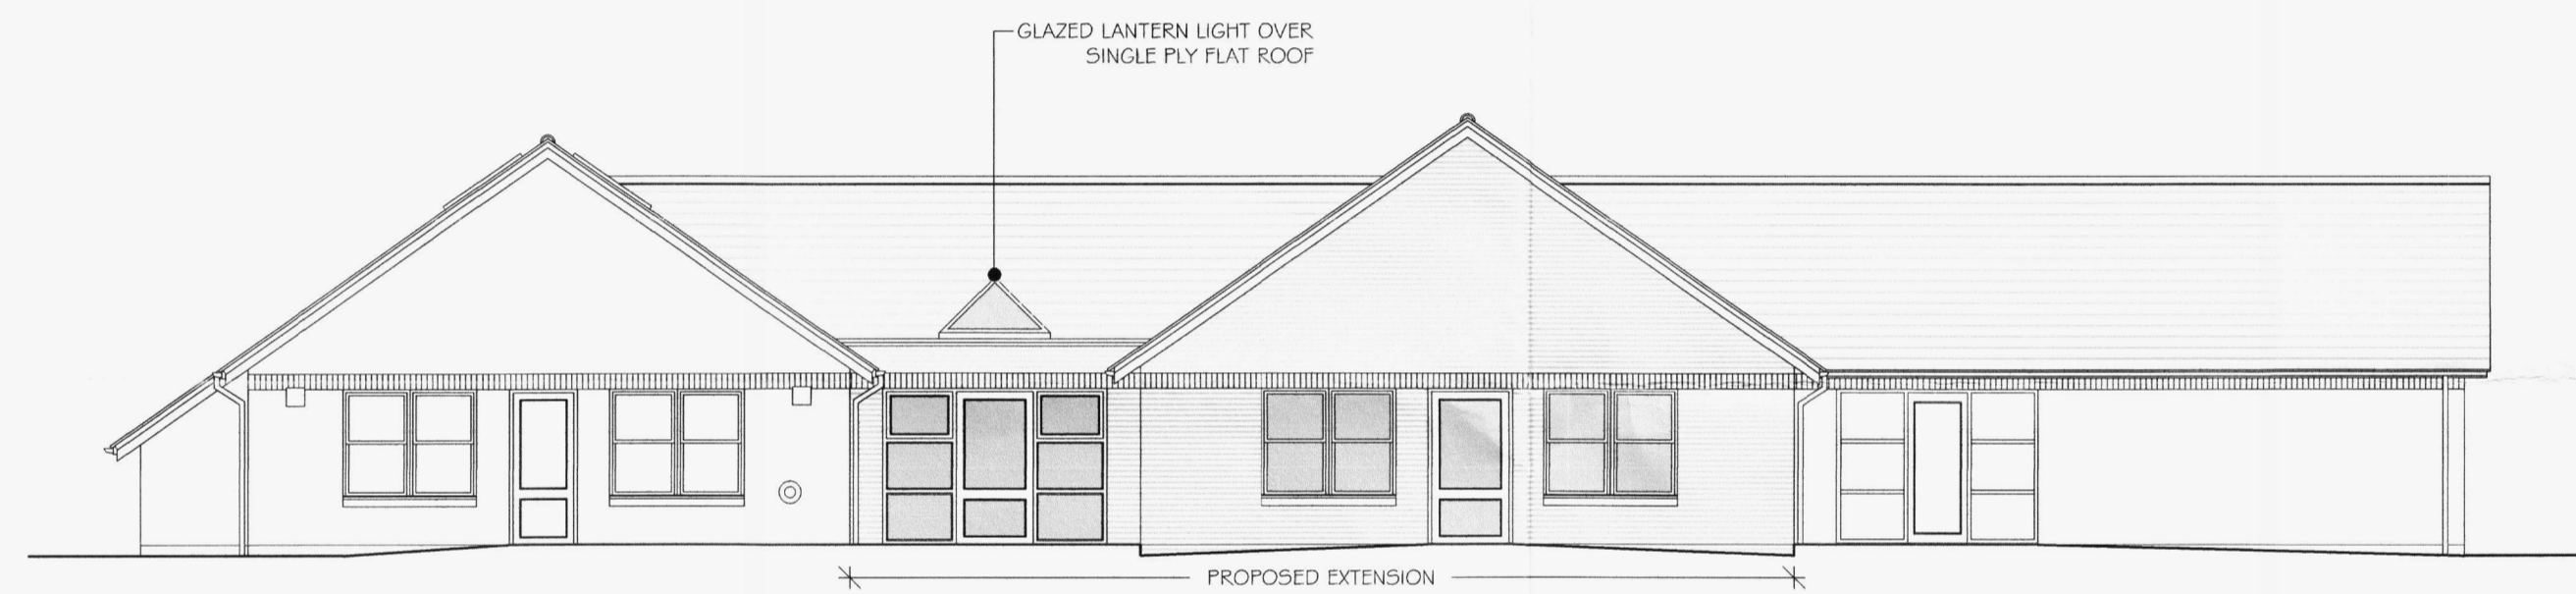 GLAZED LANTERN LIGHT OVER
SINGLE PLY FLAT ROOF
PROPOSED EXTENSION